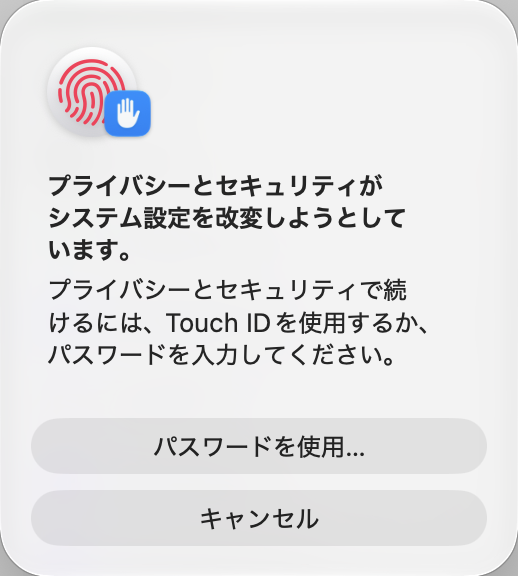 プライバシーとセキュリティが
システム設定を改変しようとして
います。
プライバシーとセキュリティで続
けるには、Touch IDを使用するか、
パスワードを入力してください。
パスワードを使用...
キャンセル